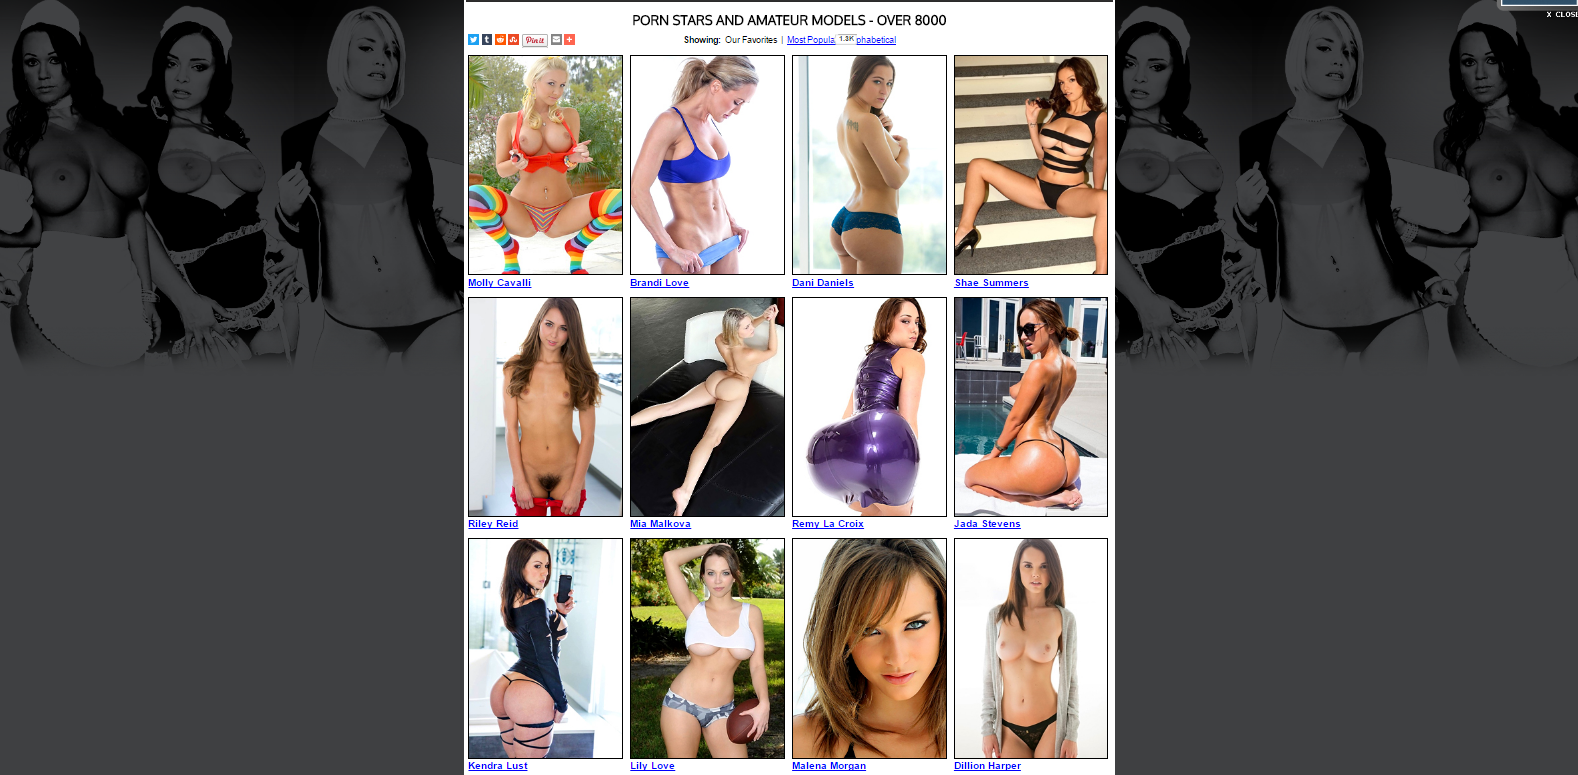 PORN STARS AND AMATEUR MODELS - OVER 8000
X CLOSE
Pin it
Showing: Our Favorites | Most Popula 1.3K phabetical
Molly Cavalli
Brandi Love
Dani Daniels
Shae Summers
Riley Reid
Mia Malkova
Remy La Croix
Jada Stevens
Kendra Lust
Lily Love
Malena Morgan
Dillion Harper